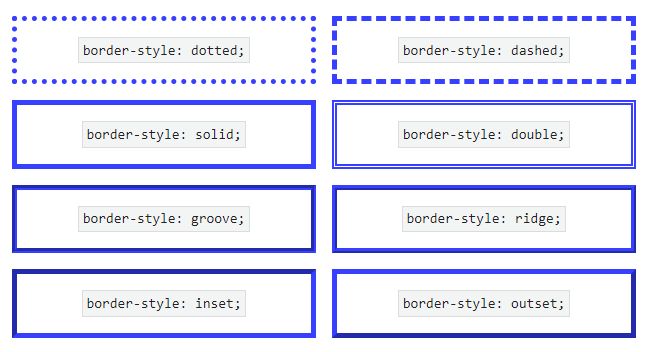 border-style: dotted;
border-style: dashed;
border-style: solid;
border-style: double;
border-style: groove;
border-style: ridge;
border-style: inset;
border-style: outset;